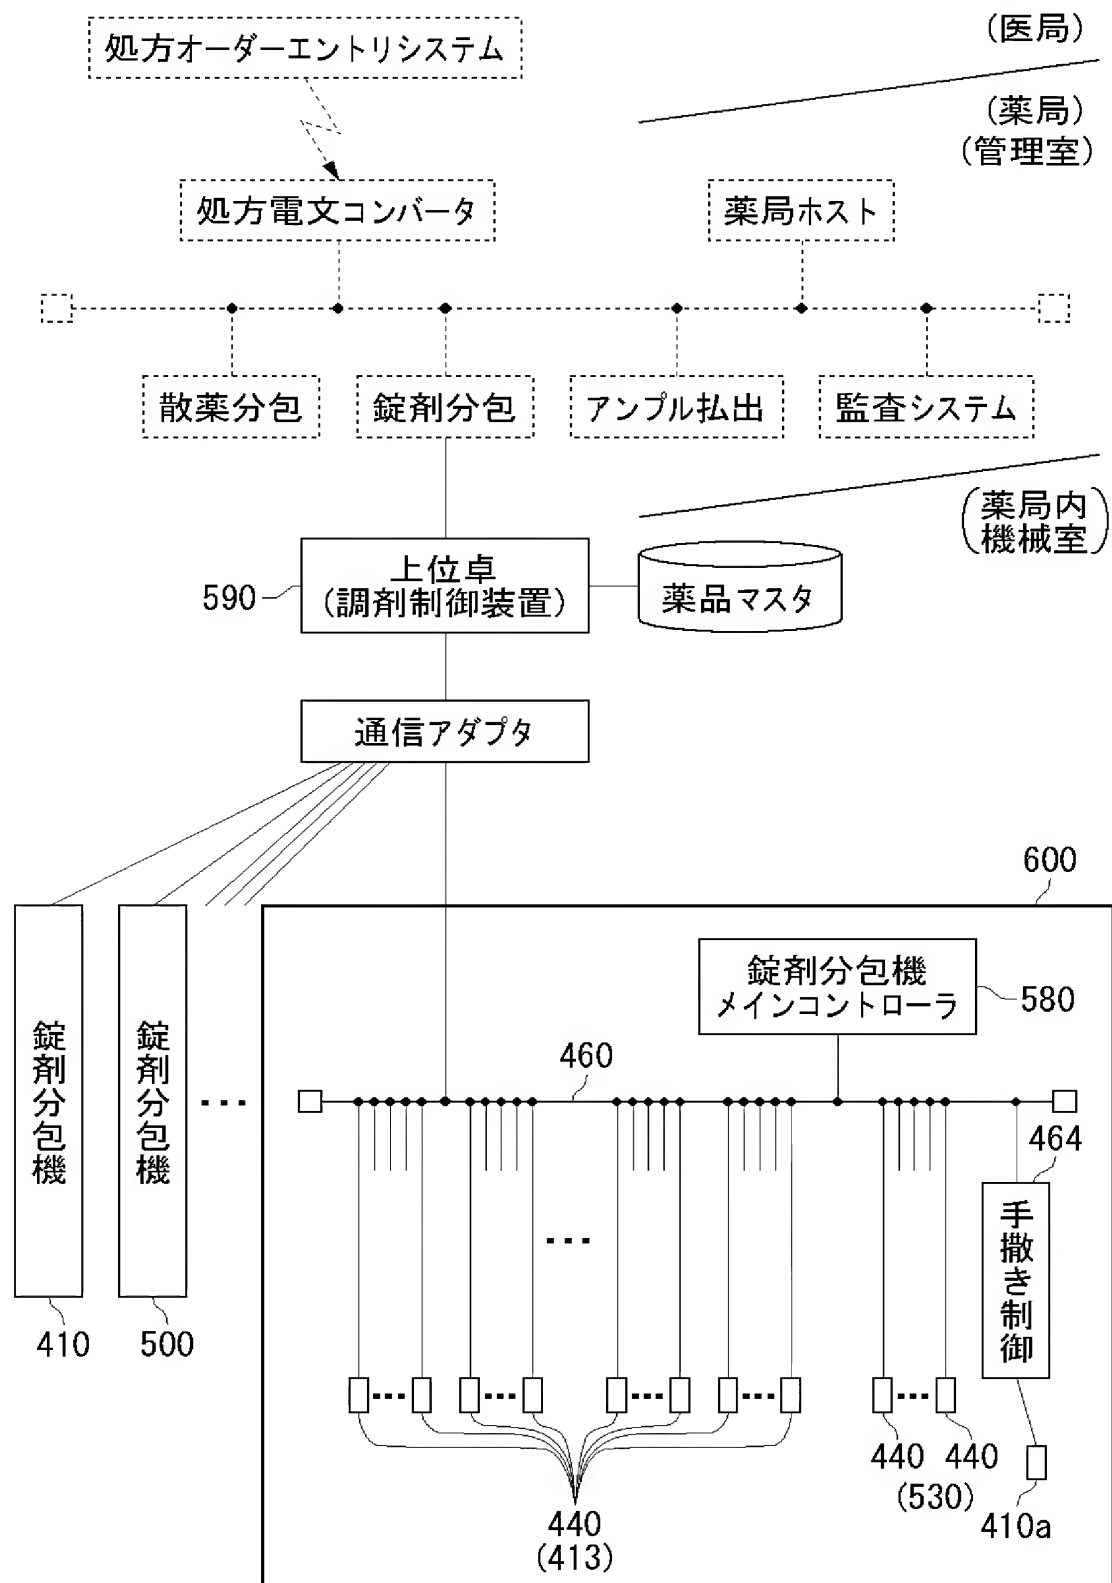 処方オーダーエントリシステム
(医局)
(薬局)
(管理室)
処方電文コンバータ
薬局ホスト
散薬分包
錠剤分包
アンプル払出
監査システム
(薬局内
機械室)
590
上位卓
(調剤制御装置)
薬品マスタ
通信アダプタ
600
錠剤分包機
錠剤分包機
・・・
錠剤分包機
メインコントローラ
580
460
464
手撒き制御
・・・
410
500
・・・
・・・
・・・
・・・
・・・
440
440
(530)
410a
440
(413)